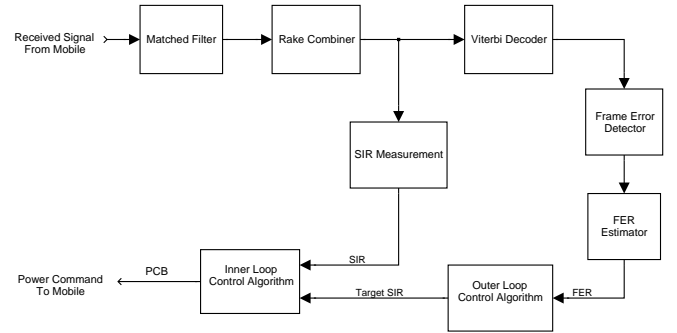 Received Signal
From Mobile
Matched Filter
Rake Combiner
Viterbi Decoder
Frame Error
Detector
SIR Measurement
FER
Estimator
SIR
Inner Loop
Control Algorithm
PCB
Power Command
To Mobile
Target SIR
Outer Loop
Control Algorithm
FER